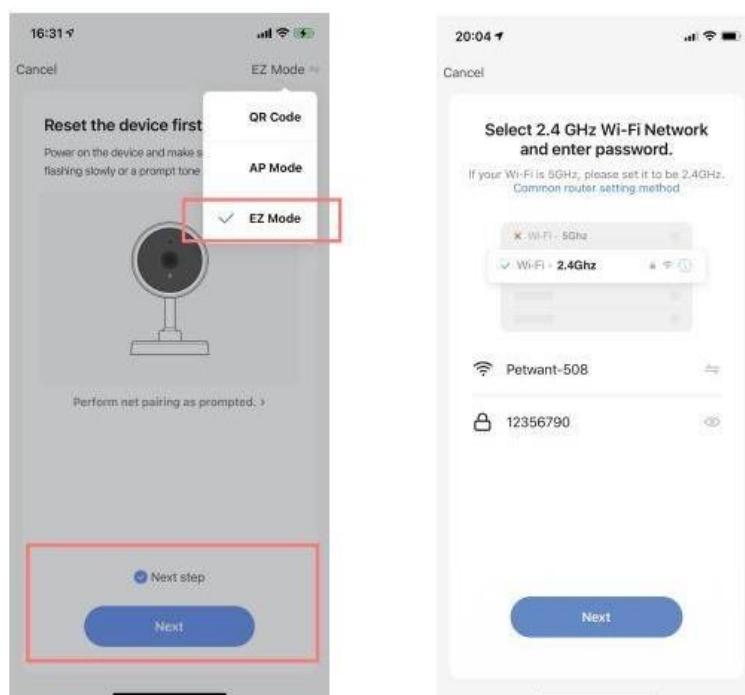 16:31
Cancel
EZ Mode
Reset the device first
QR Code
Power on the device and make s
flashing slowly or a prompt tone
AP Mode
EZ Mode
Perform net pairing as prompted. >
Next step
Next
20:04
Cancel
Select 2.4 GHz Wi-Fi Network
and enter password.
If your Wi-Fi is 5GHz, please set it to be 2.4GHz.
Common router setting method
Wi-Fi - 5Ghz
Wi-Fi - 2.4Ghz
Petwant-508
12356790
Next